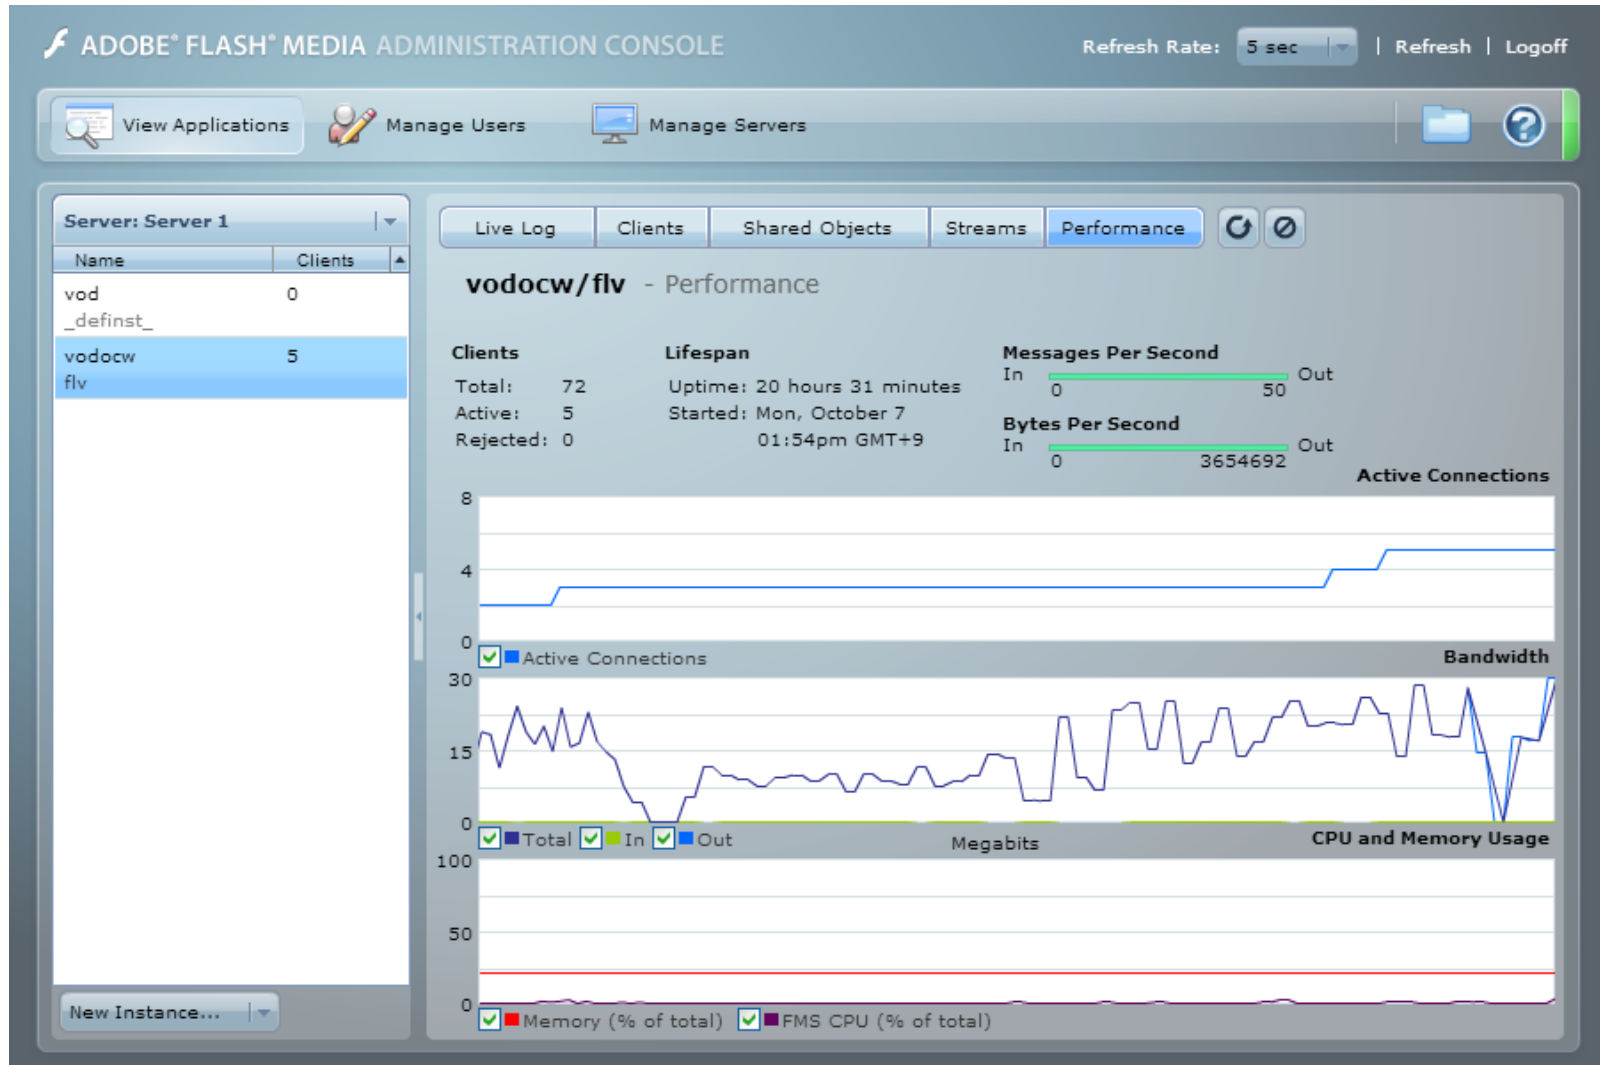 ADOBE® FLASH® MEDIA ADMINISTRATION CONSOLE
Refresh Rate: 5 sec | Refresh | Logoff
View Applications
Manage Users
Manage Servers
Server: Server 1
Name Clients
vod 0
_definst_
vodocw 5
flv
New Instance...
Live Log Clients Shared Objects Streams Performance
vodocw/flv - Performance
Clients
Total: 72
Active: 5
Rejected: 0
Lifespan
Uptime: 20 hours 31 minutes
Started: Mon, October 7
01:54pm GMT+9
Messages Per Second
In Out
0 50
Bytes Per Second
In Out
0 3654692
Active Connections
8
4
0
Active Connections
Bandwidth
30
15
0
Total In Out Megabits
CPU and Memory Usage
100
50
0
Memory (% of total) FMS CPU (% of total)